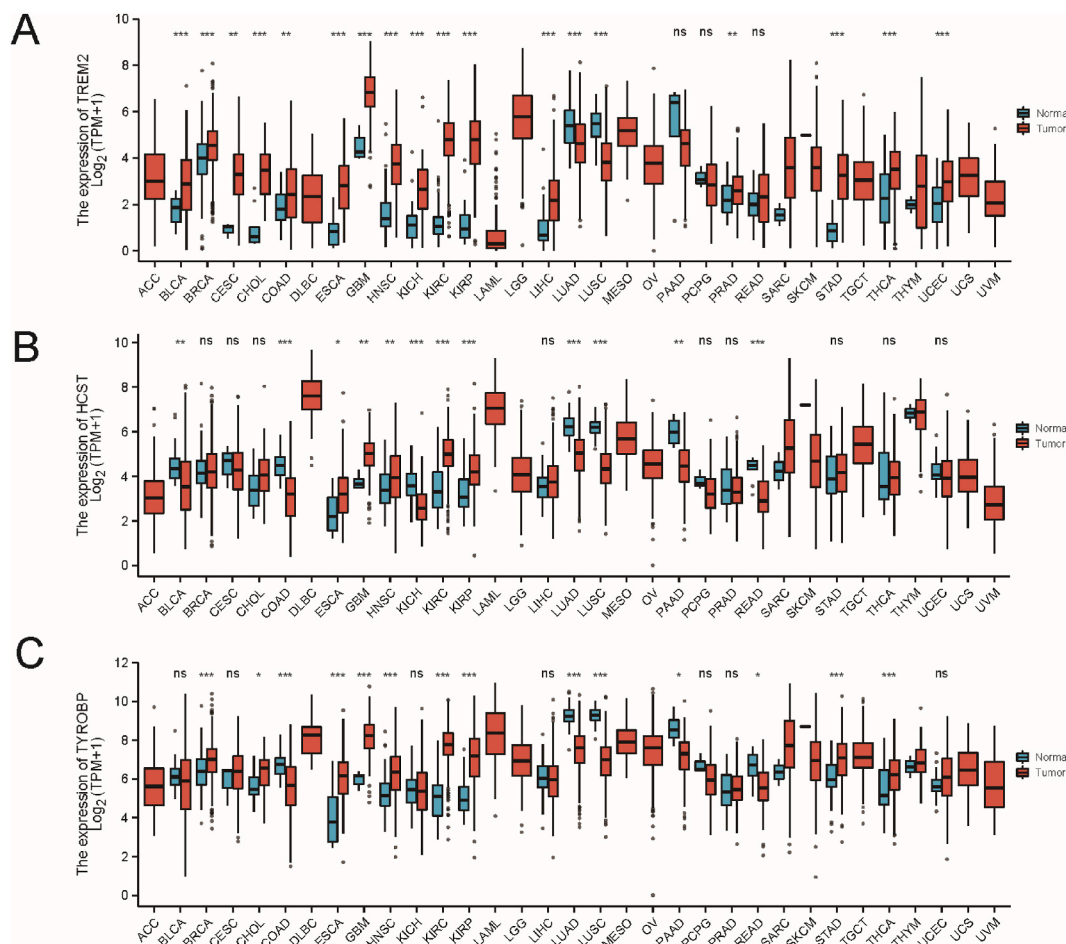 A
The expression of TREM2
Log2 (TPM+1)
10
8
6
4
2
0
*** *** ** *** ** *** *** *** *** *** *** *** *** *** ns ns ** ns *** *** ***
Normal
Tumor
ACC BLCA BRCA CESC CHOL COAD DLBC ESCA GBM HNSC KICH KIRC KIRP LAML LGG LIHC LUAD LUSC MESO OV PAAD PCPG PRAD READ SARC SKCM STAD TGCT THCA THYM UCEC UCS UVM
B
The expression of HCST
Log2 (TPM+1)
10
8
6
4
2
0
** ns ns ns *** * ** ** *** *** *** ns *** *** ** ns ns *** ns ns ns
Normal
Tumor
ACC BLCA BRCA CESC CHOL COAD DLBC ESCA GBM HNSC KICH KIRC KIRP LAML LGG LIHC LUAD LUSC MESO OV PAAD PCPG PRAD READ SARC SKCM STAD TGCT THCA THYM UCEC UCS UVM
C
The expression of TYROBP
Log2 (TPM+1)
12
10
8
6
4
2
0
ns *** ns * *** *** *** *** ns *** *** ns *** *** * ns ns * *** *** ns
Normal
Tumor
ACC BLCA BRCA CESC CHOL COAD DLBC ESCA GBM HNSC KICH KIRC KIRP LAML LGG LIHC LUAD LUSC MESO OV PAAD PCPG PRAD READ SARC SKCM STAD TGCT THCA THYM UCEC UCS UVM